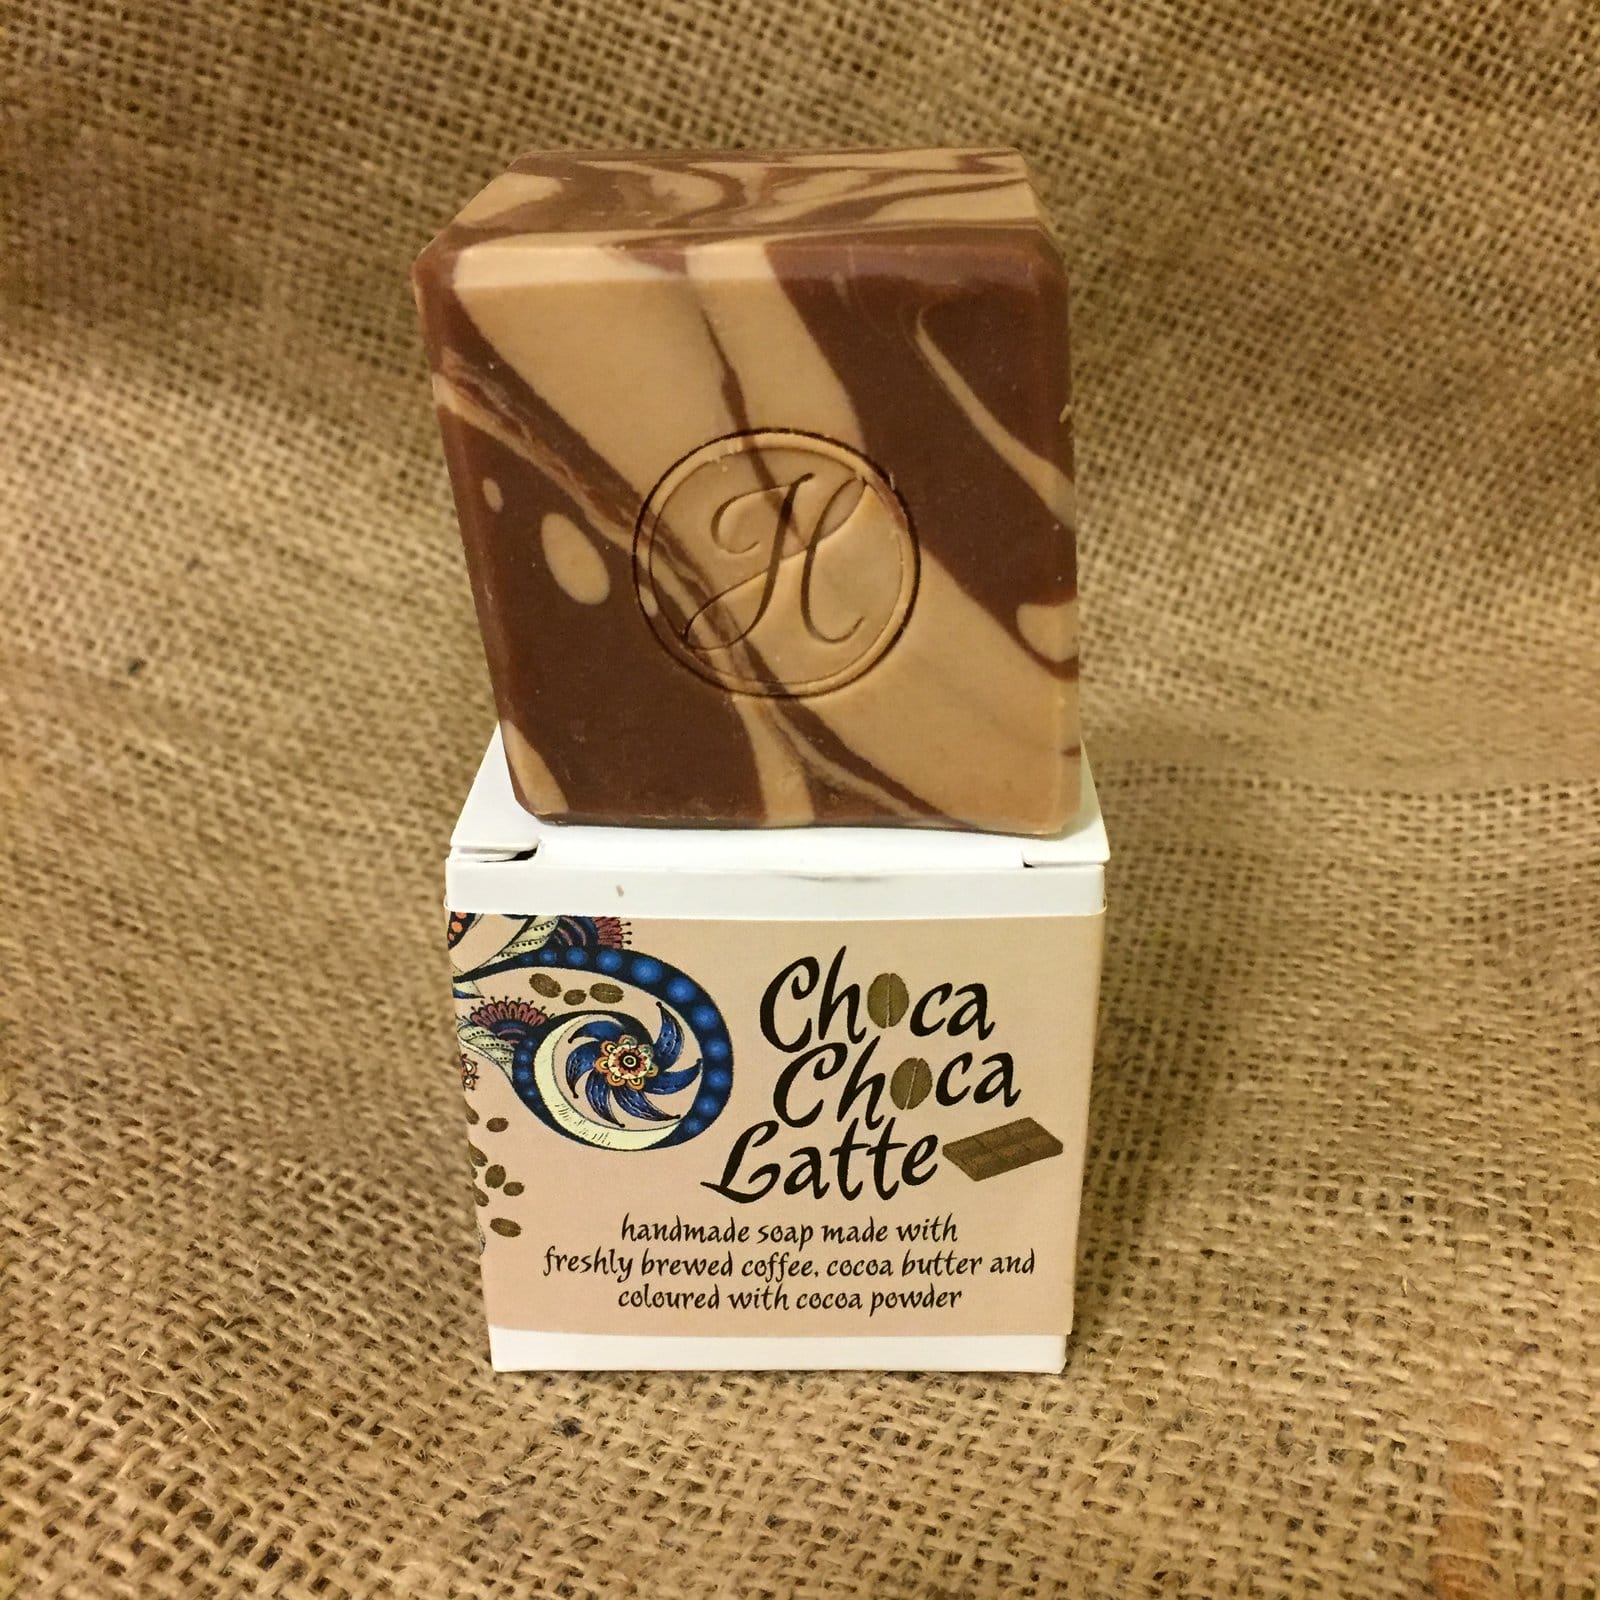 H
Choca
Choca
Latte
handmade soap made with
freshly brewed coffee, cocoa butter and
coloured with cocoa powder